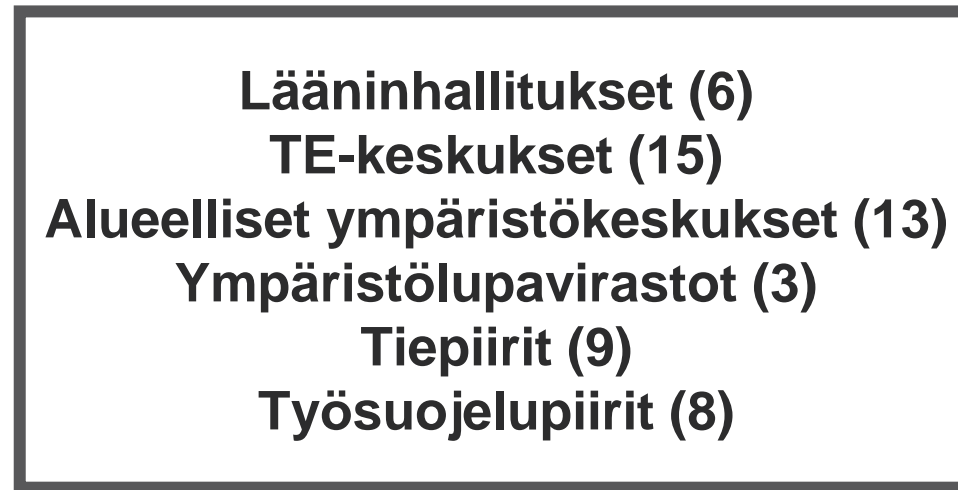 Lääninhallitukset (6)
TE-keskukset (15)
Alueelliset ympäristökeskukset (13)
Ympäristölupavirastot (3)
Tiepiirit (9)
Työsuojelupiirit (8)